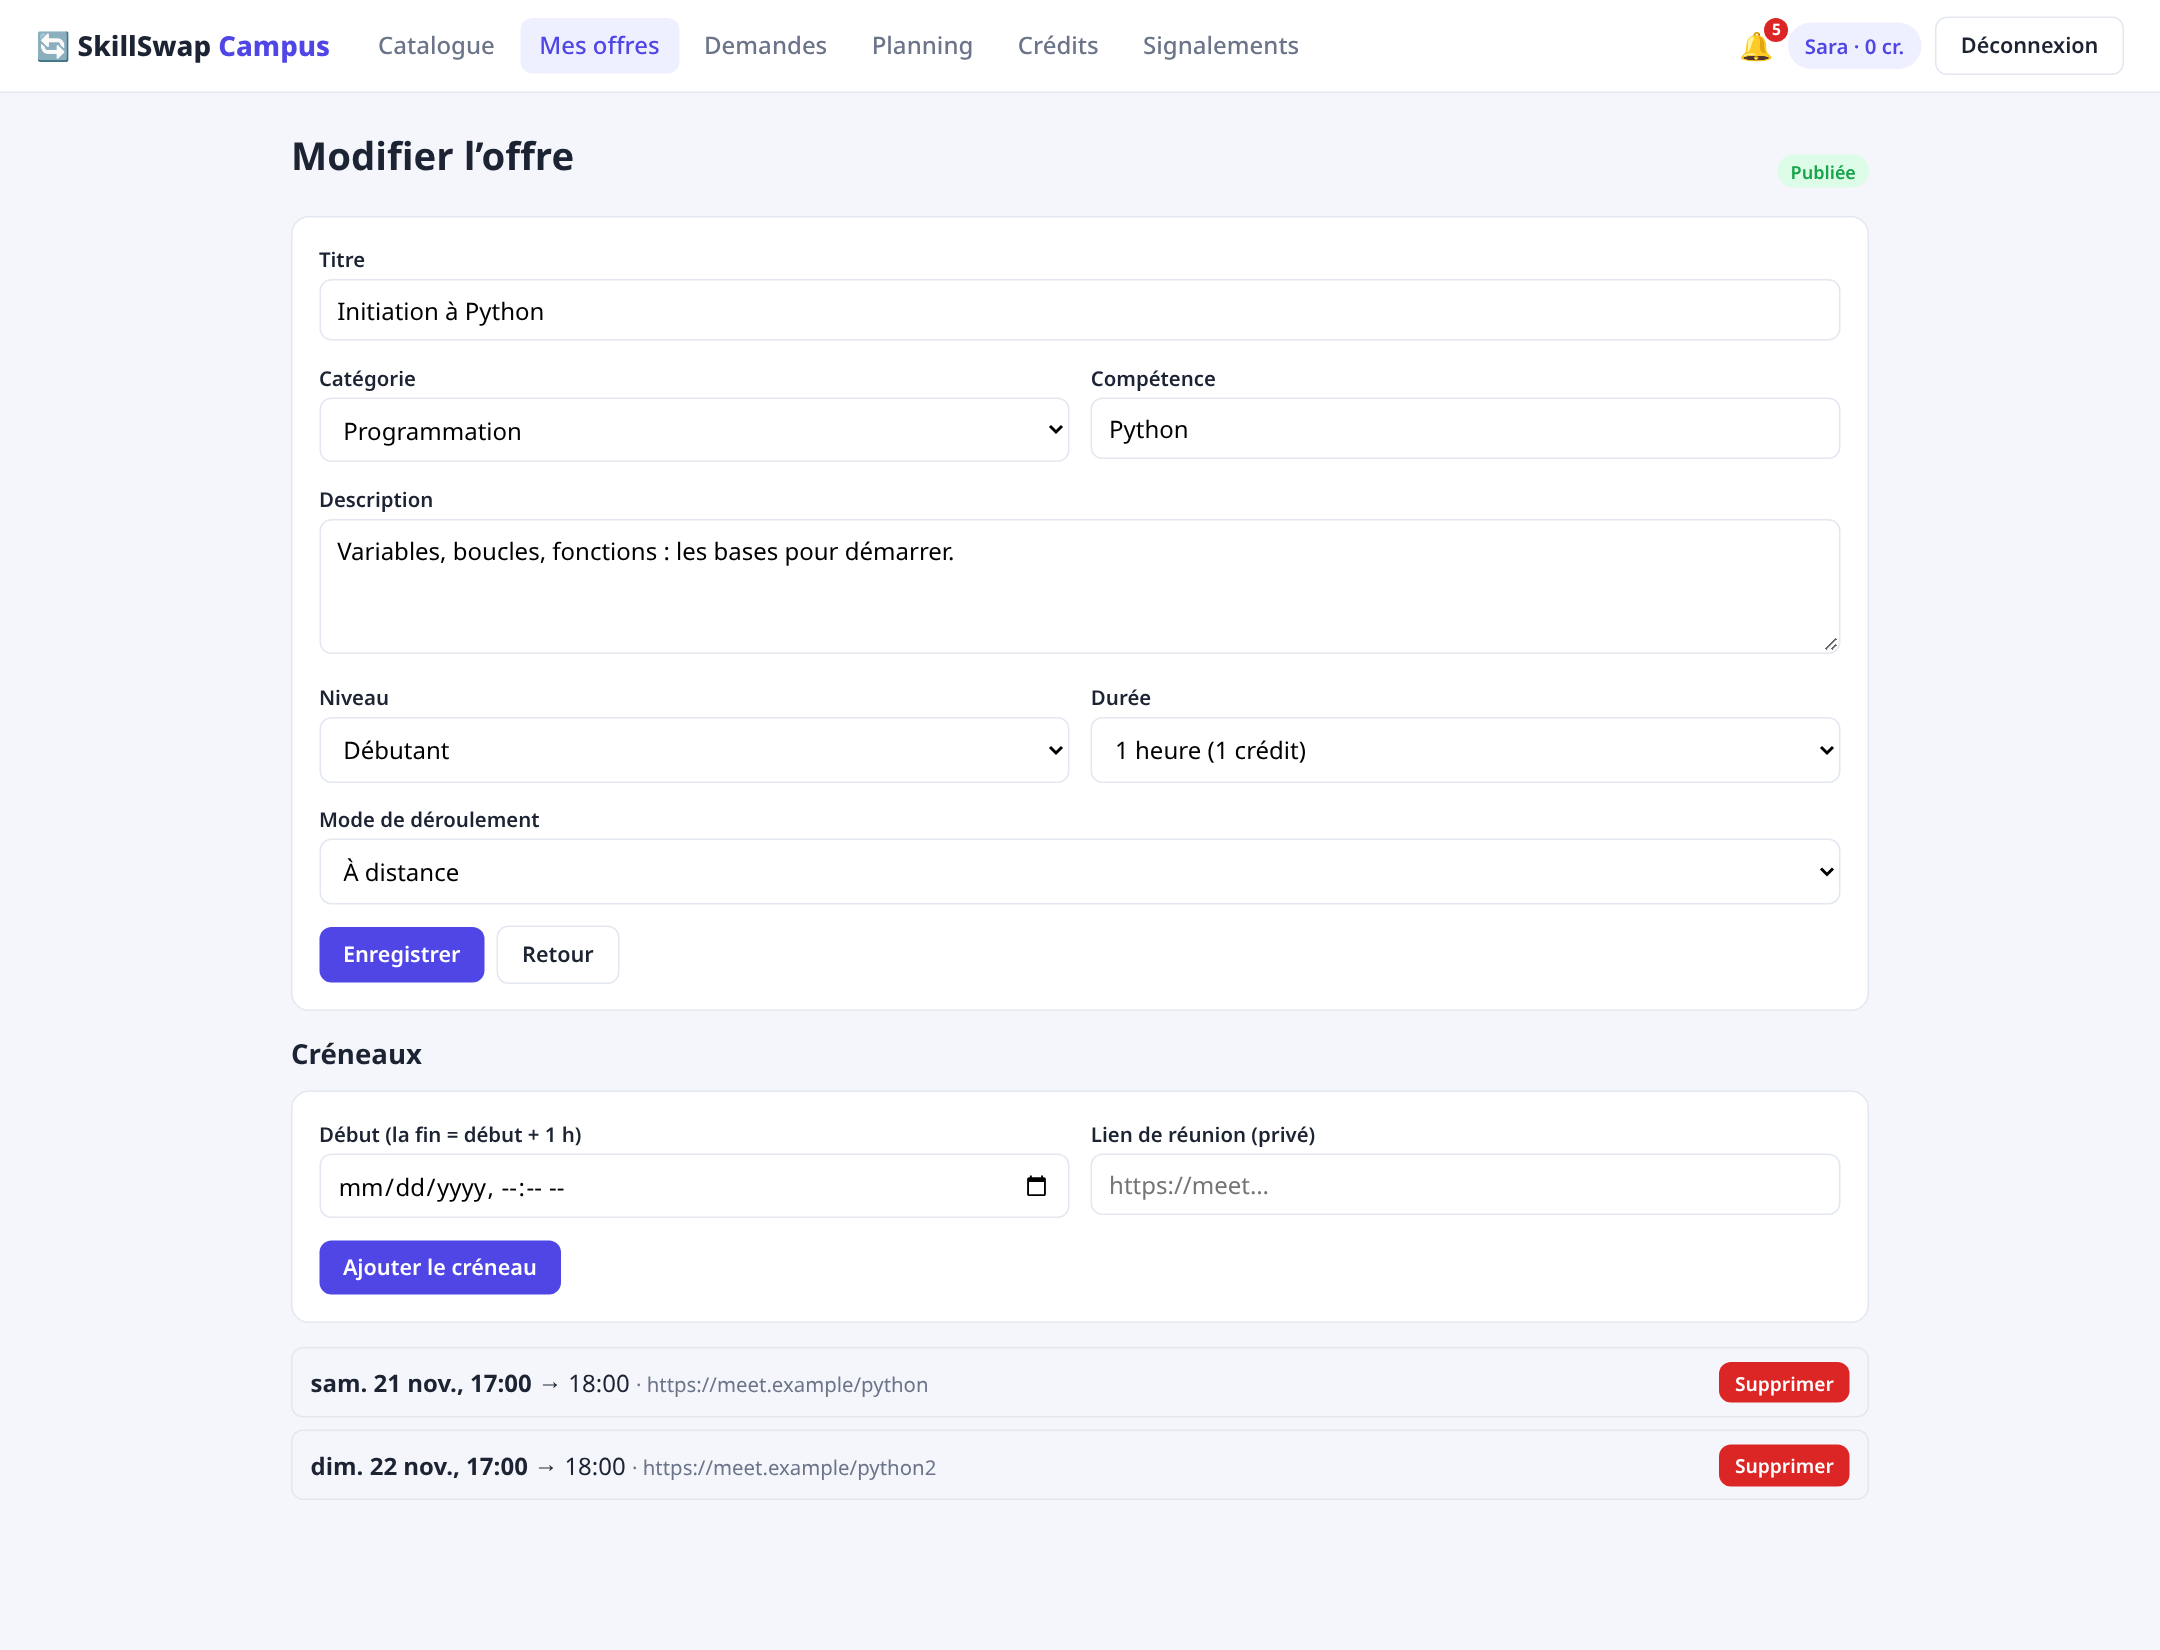 SkillSwap Campus Catalogue Mes offres Demandes Planning Crédits Signalements 5 Sara · 0 cr. Déconnexion
Modifier l’offre
Publiée
Titre
Initiation à Python
Catégorie Compétence
Programmation Python
Description
Variables, boucles, fonctions : les bases pour démarrer.
Niveau Durée
Débutant 1 heure (1 crédit)
Mode de déroulement
À distance
Enregistrer Retour
Créneaux
Début (la fin = début + 1 h) Lien de réunion (privé)
mm/dd/yyyy, --:-- -- https://meet...
Ajouter le créneau
sam. 21 nov., 17:00 → 18:00 · https://meet.example/python Supprimer
dim. 22 nov., 17:00 → 18:00 · https://meet.example/python2 Supprimer